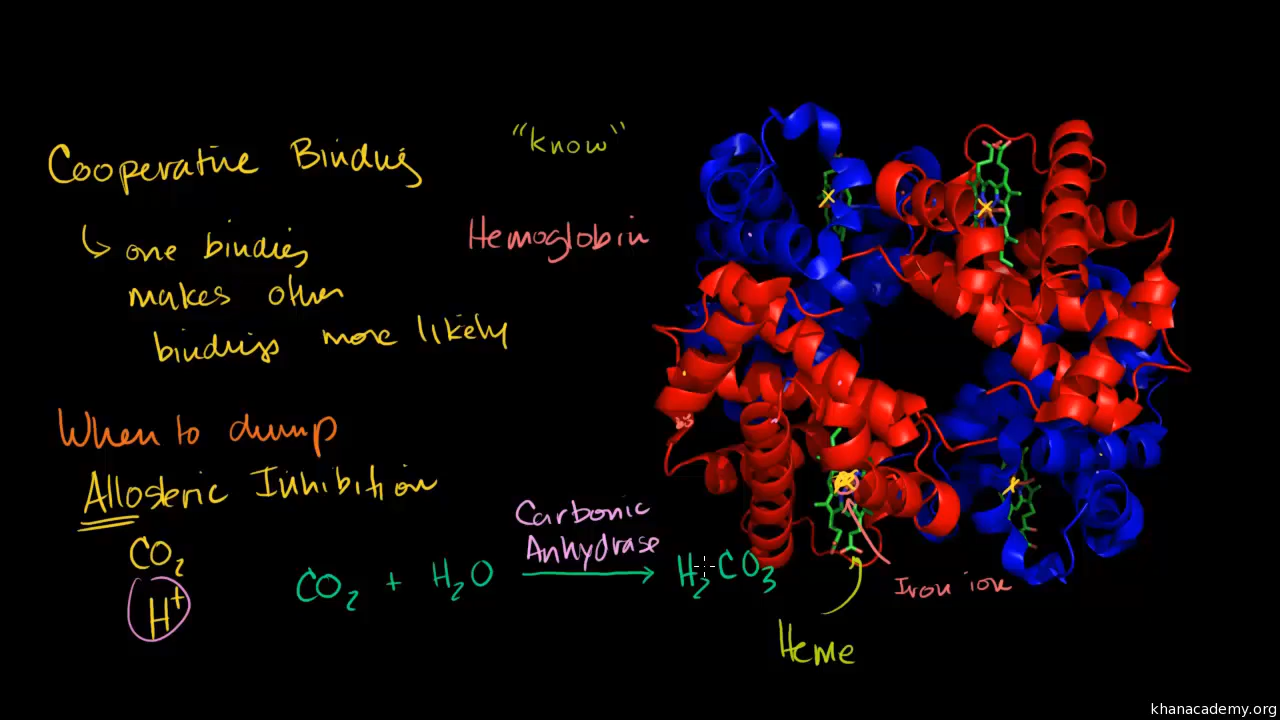 Cooperative Binding
↳ one binding
makes other
bindings more likely
"know"
Hemoglobin
When to dump
Allosteric Inhibition
CO₂
H⁺
CO₂ + H₂O → H₂CO₃
Carbonic
Anhydrase
Iron ion
Heme
khanacademy.org